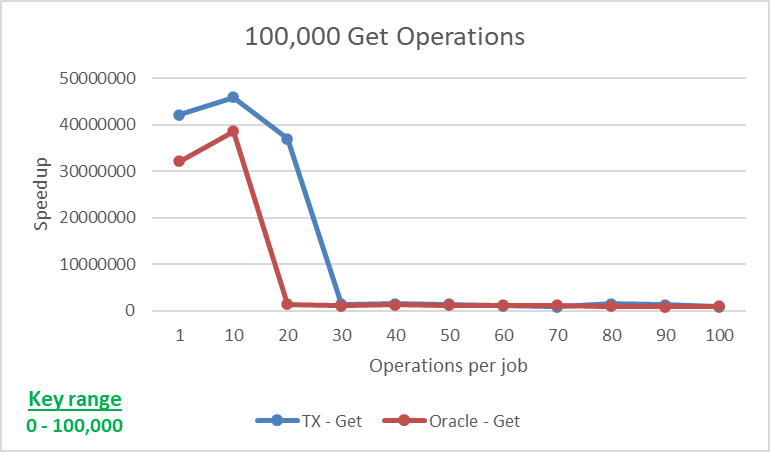 100,000 Get Operations
50000000
40000000
30000000
20000000
10000000
0
Speedup
1 10 20 30 40 50 60 70 80 90 100
Operations per job
Key range
0 - 100,000
TX - Get Oracle - Get